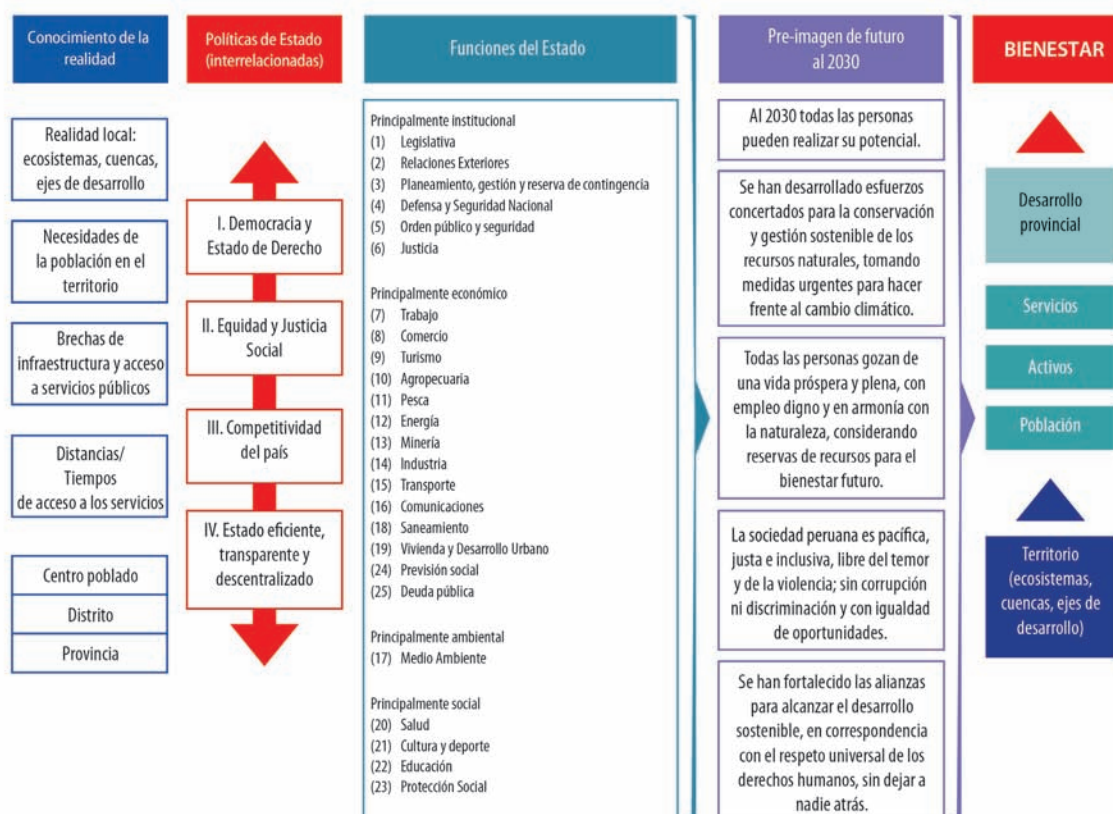 Conocimiento de la
realidad
Realidad local:
ecosistemas, cuencas,
ejes de desarrollo
Necesidades de
la población en el
territorio
Brechas de
infraestructura y acceso
a servicios públicos
Distancias/
Tiempos
de acceso a los servicios
Centro poblado
Distrito
Provincia
Políticas de Estado
(interrelacionadas)
I. Democracia y
Estado de Derecho
II. Equidad y Justicia
Social
III. Competitividad
del país
IV. Estado eficiente,
transparente y
descentralizado
Funciones del Estado
Principalmente institucional
(1) Legislativa
(2) Relaciones Exteriores
(3) Planeamiento, gestión y reserva de contingencia
(4) Defensa y Seguridad Nacional
(5) Orden público y seguridad
(6) Justicia
Principalmente económico
(7) Trabajo
(8) Comercio
(9) Turismo
(10) Agropecuaria
(11) Pesca
(12) Energía
(13) Minería
(14) Industria
(15) Transporte
(16) Comunicaciones
(18) Saneamiento
(19) Vivienda y Desarrollo Urbano
(24) Previsión social
(25) Deuda pública
Principalmente ambiental
(17) Medio Ambiente
Principalmente social
(20) Salud
(21) Cultura y deporte
(22) Educación
(23) Protección Social
Pre-imagen de futuro
al 2030
Al 2030 todas las personas
pueden realizar su potencial.
Se han desarrollado esfuerzos
concertados para la conservación
y gestión sostenible de los
recursos naturales, tomando
medidas urgentes para hacer
frente al cambio climático.
Todas las personas gozan de
una vida próspera y plena, con
empleo digno y en armonía con
la naturaleza, considerando
reservas de recursos para el
bienestar futuro.
La sociedad peruana es pacífica,
justa e inclusiva, libre del temor
y de la violencia; sin corrupción
ni discriminación y con igualdad
de oportunidades.
Se han fortalecido las alianzas
para alcanzar el desarrollo
sostenible, en correspondencia
con el respeto universal de los
derechos humanos, sin dejar a
nadie atrás.
BIENESTAR
Desarrollo
provincial
Servicios
Activos
Población
Territorio
(ecosistemas,
cuencas, ejes de
desarrollo)